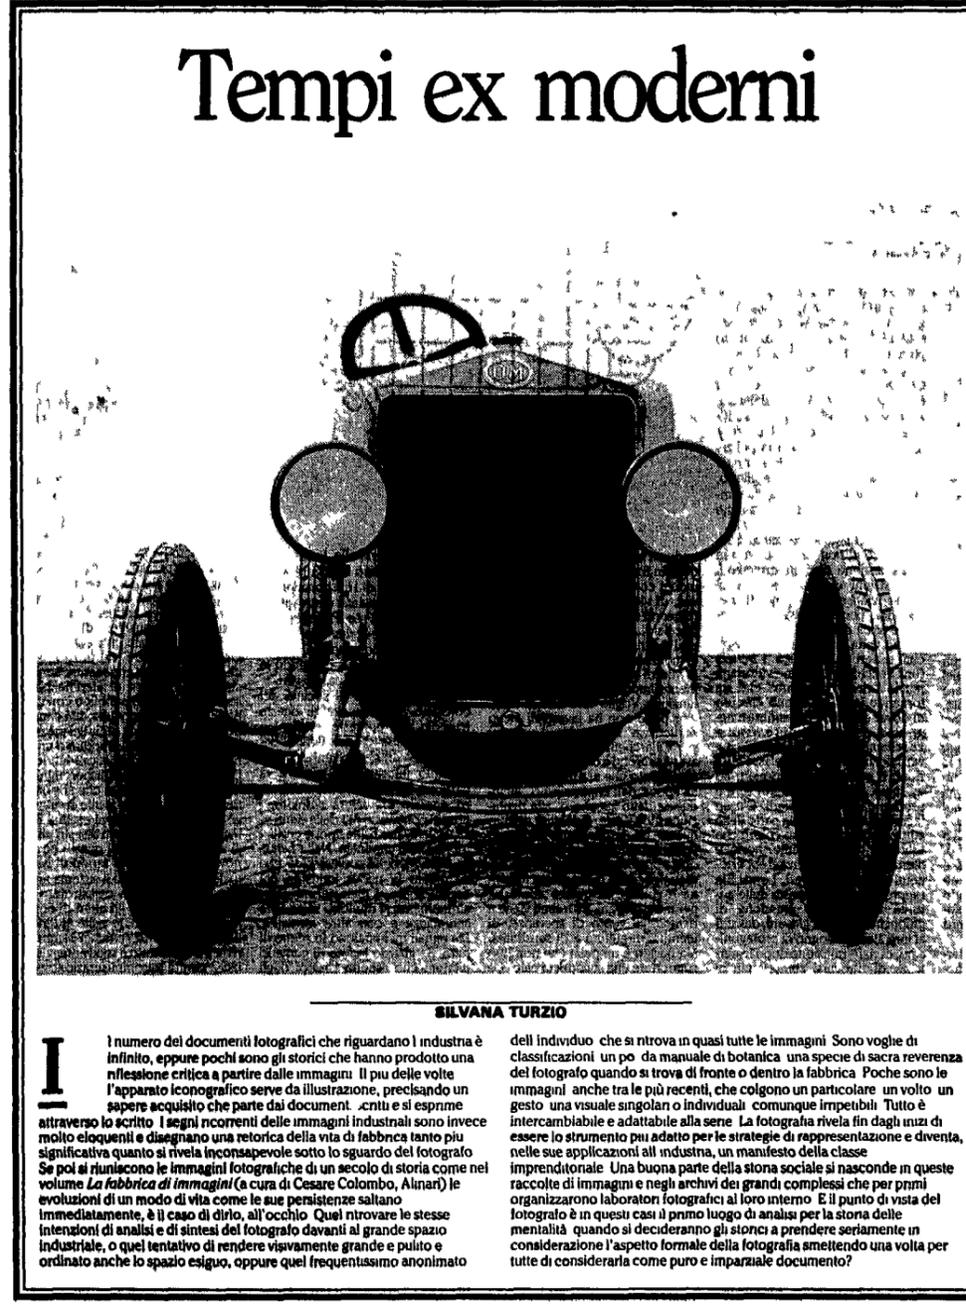 Tempi ex moderni
SILVANA TURZIO
Il numero dei documenti fotografici che riguardano l industria è
infinito, eppure pochi sono gli storici che hanno prodotto una
riflessione critica a partire dalle immagini Il piu delle volte
l'apparato iconografico serve da illustrazione, precisando un
sapere acquisito che parte dai document scritti e si esprime
attraverso lo scritto I segni ricorrenti delle immagini industriali sono invece
molto eloquenti e disegnano una retorica della vita di fabbrica tanto piu
significativa quanto si rivela inconsapevole sotto lo sguardo del fotografo
Se poi si riuniscono le immagini fotografiche di un secolo di storia come nel
volume La fabbrica di immagini (a cura di Cesare Colombo, Alinari) le
evoluzioni di un modo di vita come le sue persistenze saltano
immediatamente, è il caso di dirlo, all'occhio Quel ritrovare le stesse
intenzioni di analisi e di sintesi del fotografo davanti al grande spazio
industriale, o quel tentativo di rendere visivamente grande e pulito e
ordinato anche lo spazio esiguo, oppure quel frequentissimo anonimato
dell individuo che si ritrova in quasi tutte le immagini Sono voglie di
classificazioni un po da manuale di botanica una specie di sacra reverenza
del fotografo quando si trova di fronte o dentro la fabbrica Poche sono le
immagini anche tra le più recenti, che colgono un particolare un volto un
gesto una visuale singolari o individuali comunque irripetibili Tutto è
intercambiabile e adattabile alla serie La fotografia rivela fin dagli inizi di
essere lo strumento piu adatto per le strategie di rappresentazione e diventa,
nelle sue applicazioni all industria, un manifesto della classe
imprenditoriale Una buona parte della storia sociale si nasconde in queste
raccolte di immagini e negli archivi dei grandi complessi che per primi
organizzarono laboratori fotografici al loro interno E il punto di vista del
fotografo è in questi casi il primo luogo di analisi per la storia delle
mentalità quando si decideranno gli storici a prendere seriamente in
considerazione l'aspetto formale della fotografia smettendo una volta per
tutte di considerarla come puro e imparziale documento?